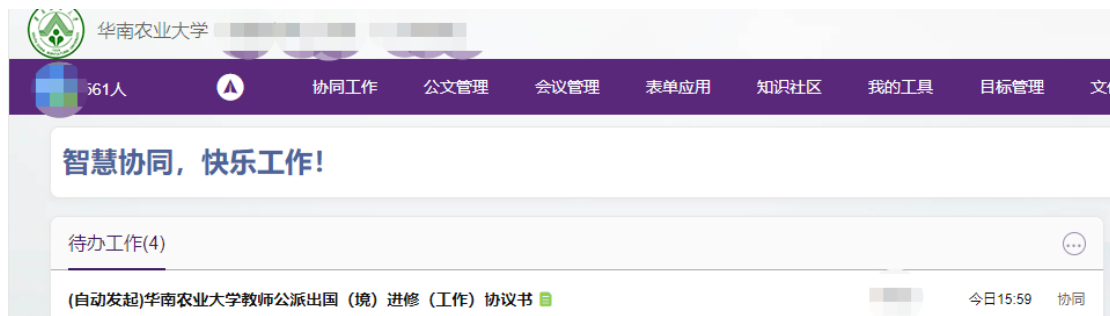 华南农业大学
561人 协同工作 公文管理 会议管理 表单应用 知识社区 我的工具 目标管理
智慧协同，快乐工作！
待办工作(4)
(自动发起)华南农业大学教师公派出国（境）进修（工作）协议书 今日15:59 协同